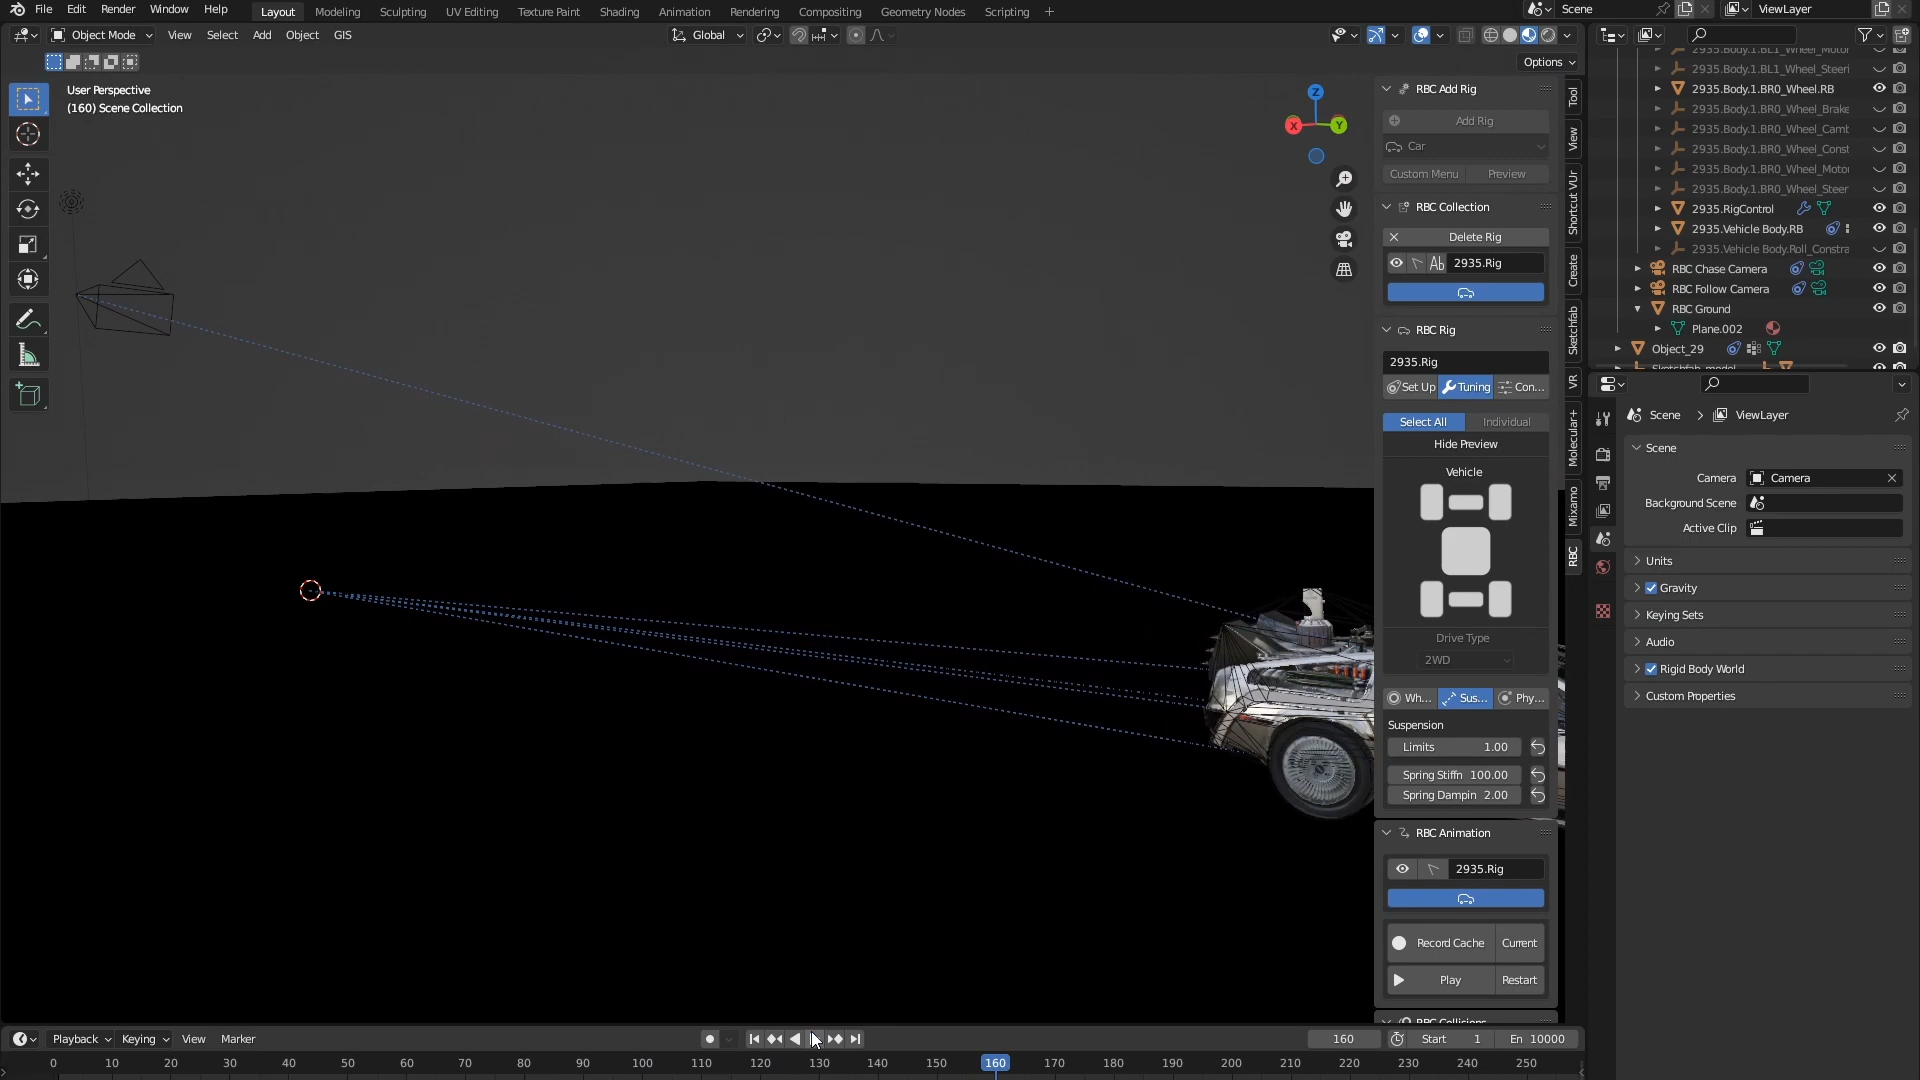 File Edit Render Window Help Layout Modeling Sculpting UV Editing Texture Paint Shading Animation Rendering Compositing Geometry Nodes Scripting + Scene ViewLayer
Object Mode View Select Add Object GIS Global
Options
User Perspective
(160) Scene Collection
Z
X
Y
RBC Add Rig
Add Rig
Car
Custom Menu Preview
RBC Collection
Delete Rig
Ab 2935.Rig
RBC Rig
2935.Rig
Set Up Tuning Con...
Select All Individual
Hide Preview
Vehicle
Drive Type
2WD
Wh... Sus... Phy...
Suspension
Limits 1.00
Spring Stiffn 100.00
Spring Dampin 2.00
RBC Animation
2935.Rig
Record Cache Current
Play Restart
RBC Collisions
Tool
View
Shortcut VUr
Create
Sketchfab
VR
Molecular+
Mixamo
RBC
2935.Body.1.BL1_Wheel_Motor
2935.Body.1.BL1_Wheel_Steeri
2935.Body.1.BR0_Wheel.RB
2935.Body.1.BR0_Wheel_Brake
2935.Body.1.BR0_Wheel_Camb
2935.Body.1.BR0_Wheel_Const
2935.Body.1.BR0_Wheel_Motor
2935.Body.1.BR0_Wheel_Steer
2935.RigControl
2935.Vehicle Body.RB
2935.Vehicle Body.Roll_Constra
RBC Chase Camera
RBC Follow Camera
RBC Ground
Plane.002
Object_29
Sketchfab_model
Scene > ViewLayer
Scene
Camera Camera
Background Scene
Active Clip
Units
Gravity
Keying Sets
Audio
Rigid Body World
Custom Properties
Playback Keying View Marker 160 Start 1 En 10000
0 10 20 30 40 50 60 70 80 90 100 110 120 130 140 150 160 170 180 190 200 210 220 230 240 250